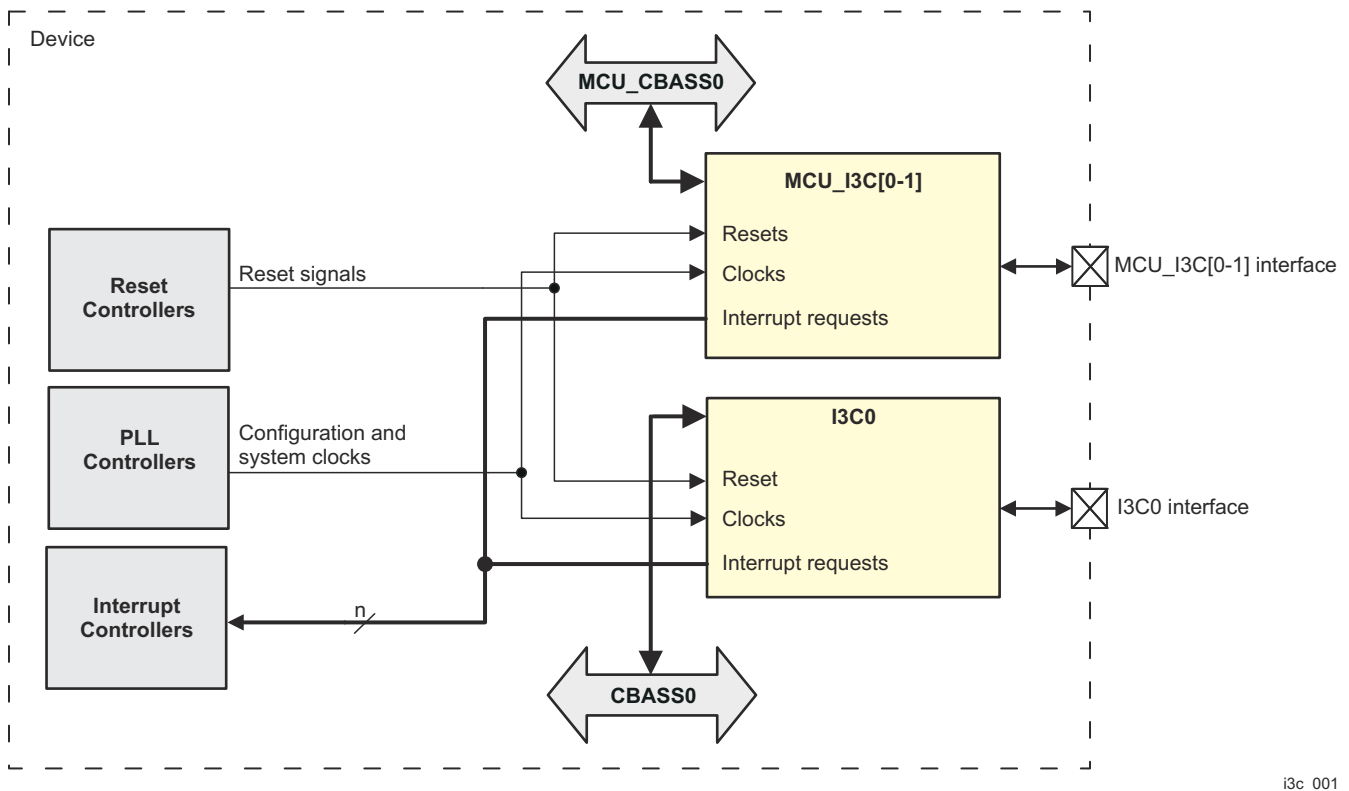 Device
MCU_CBASS0
MCU_I3C[0-1]
Resets
Clocks
Interrupt requests
MCU_I3C[0-1] interface
Reset
Controllers
Reset signals
PLL
Controllers
Configuration and
system clocks
I3C0
Reset
Clocks
Interrupt requests
I3C0 interface
Interrupt
Controllers
n
CBASS0
i3c_001